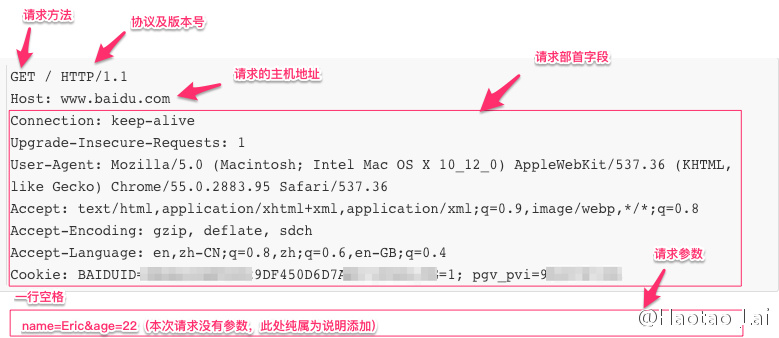 请求方法
协议及版本号
请求部首字段
请求的主机地址
GET / HTTP/1.1
Host: www.baidu.com
Connection: keep-alive
Upgrade-Insecure-Requests: 1
User-Agent: Mozilla/5.0 (Macintosh; Intel Mac OS X 10_12_0) AppleWebKit/537.36 (KHTML,
like Gecko) Chrome/55.0.2883.95 Safari/537.36
Accept: text/html,application/xhtml+xml,application/xml;q=0.9,image/webp,*/*;q=0.8
Accept-Encoding: gzip, deflate, sdch
Accept-Language: en,zh-CN;q=0.8,zh;q=0.6,en-GB;q=0.4
请求参数
Cookie: BAIDUID= 9DF450D6D7A =1; pgv_pvi=9
一行空格
name=Eric&age=22（本次请求没有参数，此处纯属为说明添加）
@Haotao_Lai